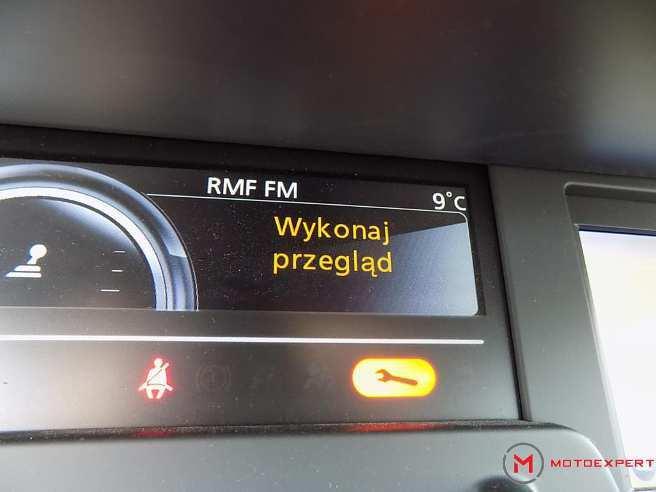 RMF FM
9°C
Wykonaj
przegląd
MOTOEXPERT